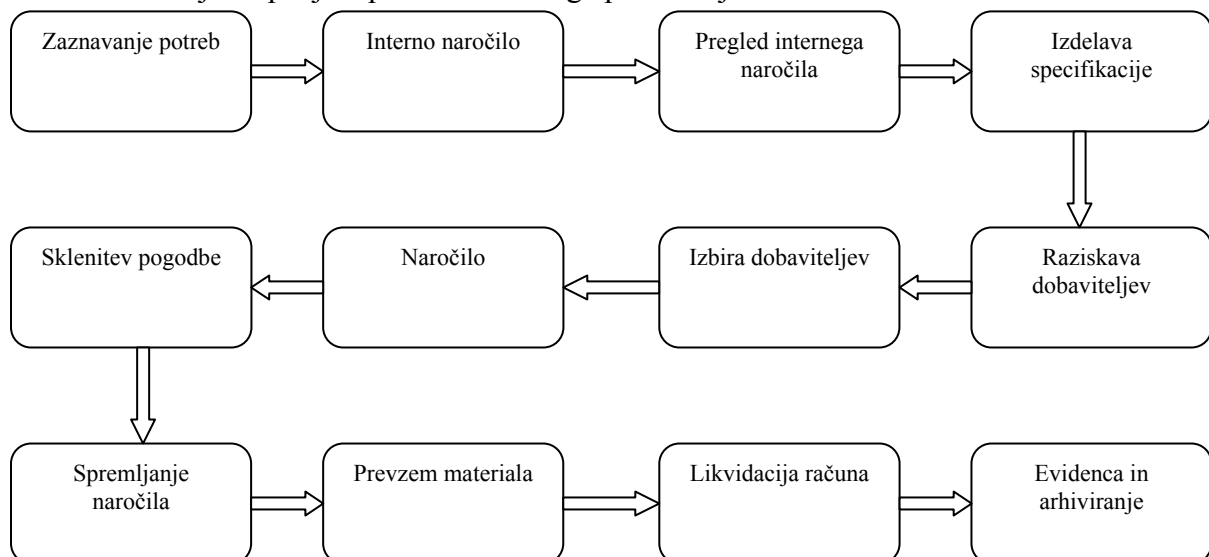 Zaznavanje potreb
Interno naročilo
Pregled internega
naročila
Izdelava
specifikacije
Sklenitev pogodbe
Naročilo
Izbira dobaviteljev
Raziskava
dobaviteljev
Spremljanje
naročila
Prevzem materiala
Likvidacija računa
Evidenca in
arhiviranje